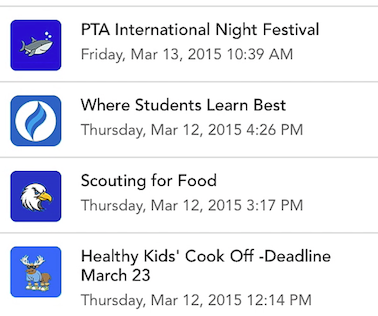 PTA International Night Festival
Friday, Mar 13, 2015 10:39 AM
Where Students Learn Best
Thursday, Mar 12, 2015 4:26 PM
Scouting for Food
Thursday, Mar 12, 2015 3:17 PM
Healthy Kids' Cook Off -Deadline
March 23
Thursday, Mar 12, 2015 12:14 PM